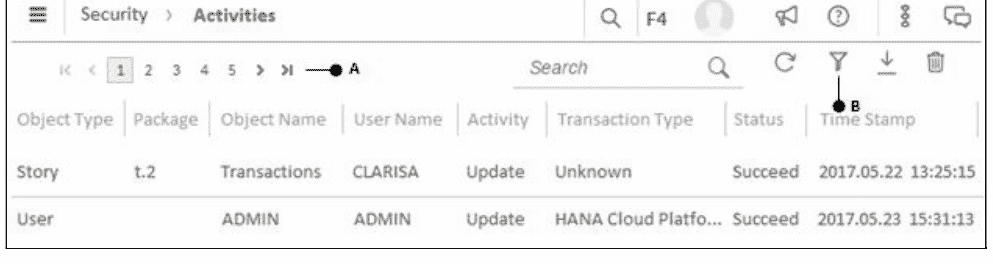 Security > Activities F4
1 2 3 4 5 A Search
B
Object Type Package Object Name User Name Activity Transaction Type Status Time Stamp
Story t.2 Transactions CLARISA Update Unknown Succeed 2017.05.22 13:25:15
User ADMIN ADMIN Update HANA Cloud Platfo... Succeed 2017.05.23 15:31:13